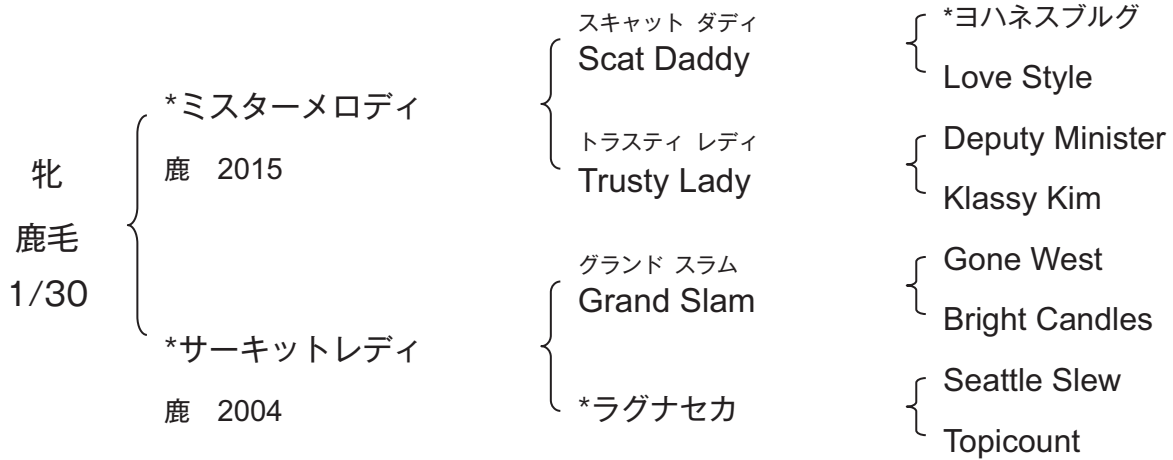 牝
鹿毛
1/30
*ミスターメロディ
鹿 2015
*サーキットレディ
鹿 2004
スキャット ダディ
Scat Daddy
トラスティ レディ
Trusty Lady
グランド スラム
Grand Slam
*ラグナセカ
*ヨハネスブルグ
Love Style
Deputy Minister
Klassy Kim
Gone West
Bright Candles
Seattle Slew
Topicount